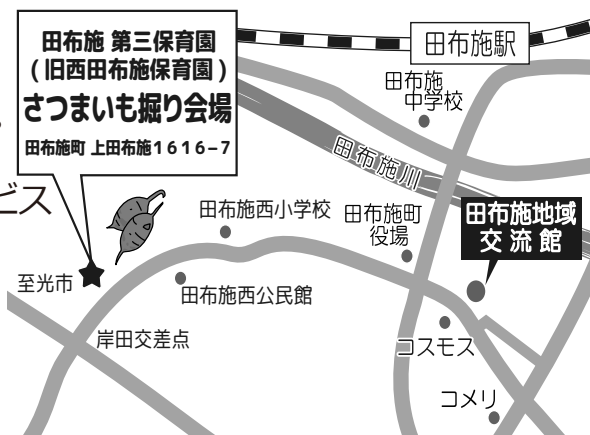 田布施 第三保育園
(旧西田布施保育園)
さつまいも掘り会場
田布施町 上田布施1616−7
田布施駅
田布施
中学校
田布施川
ビス
田布施西小学校
田布施町
役場
田布施地域
交流館
至光市
田布施西公民館
岸田交差点
コスモス
コメリ